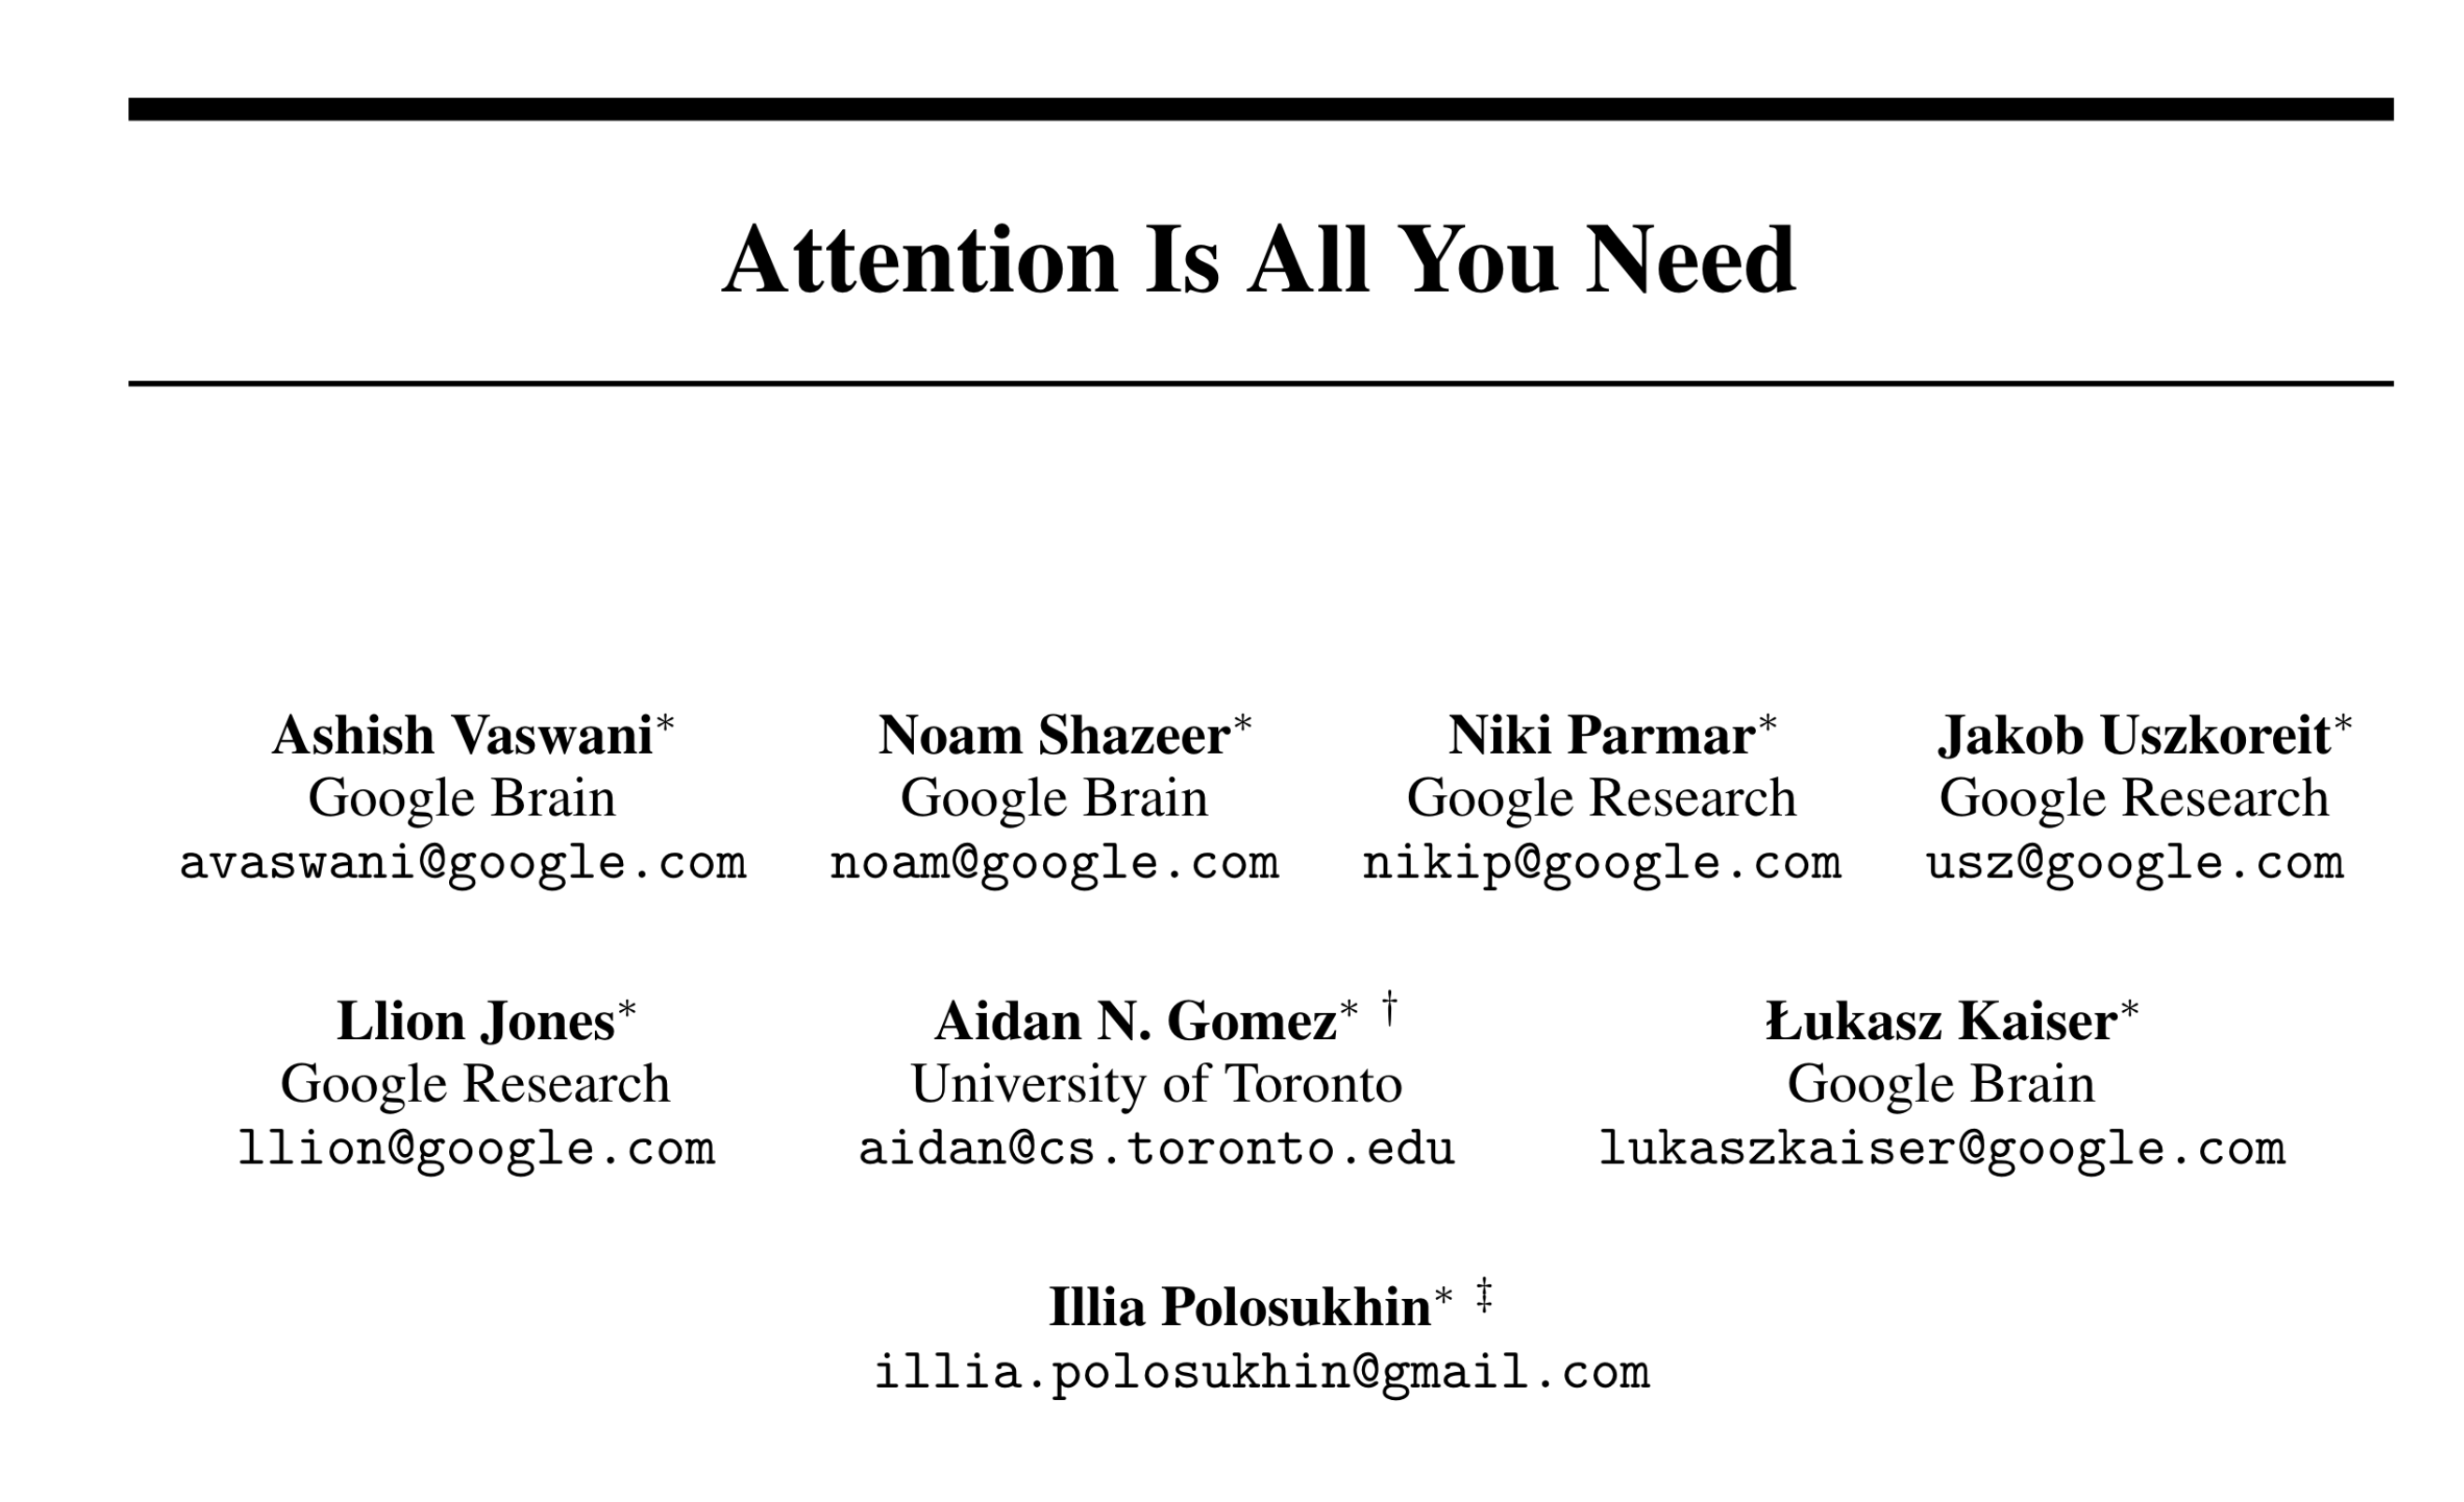 Attention Is All You Need
Ashish Vaswani* Noam Shazeer* Niki Parmar* Jakob Uszkoreit*
Google Brain Google Brain Google Research Google Research
avaswani@google.com noam@google.com nikip@google.com usz@google.com
Llion Jones* Aidan N. Gomez* † Łukasz Kaiser*
Google Research University of Toronto Google Brain
llion@google.com aidan@cs.toronto.edu lukaszkaiser@google.com
Illia Polosukhin* ‡
illia.polosukhin@gmail.com